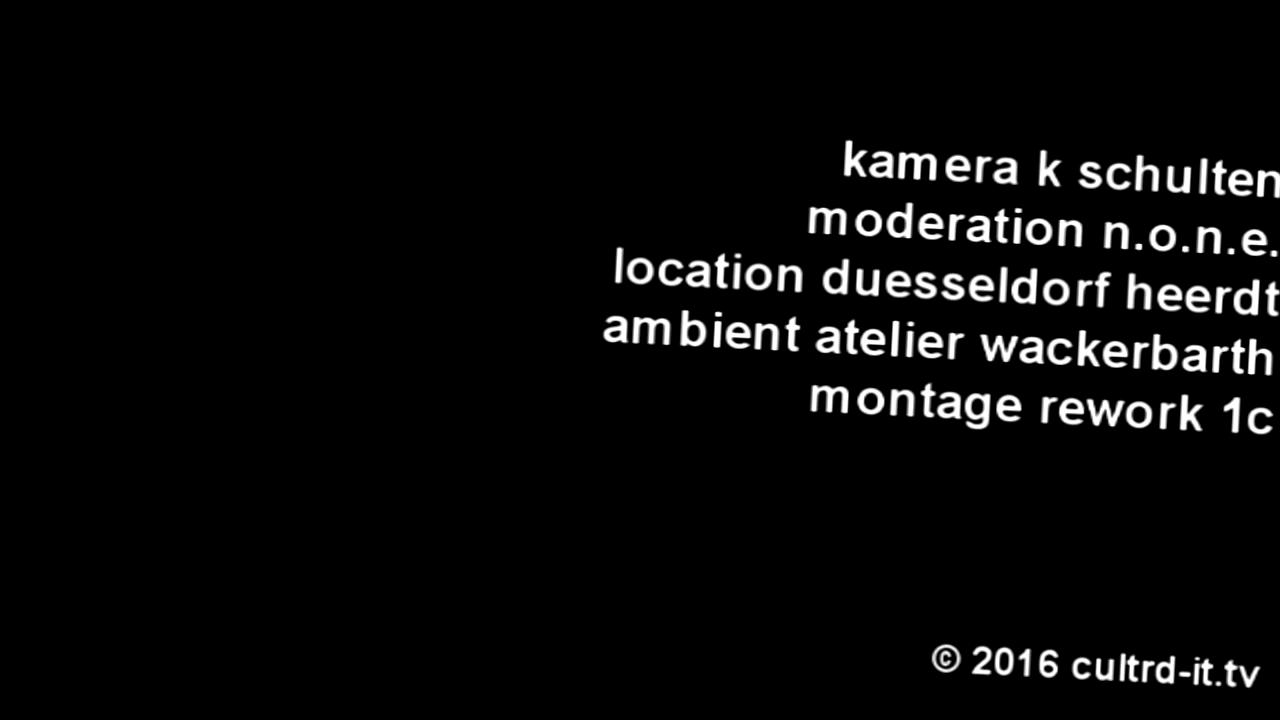 kamera k schulten
moderation n.o.n.e.
location duesseldorf heerdt
ambient atelier wackerbarth
montage rework 1c
© 2016 cultrd-it.tv